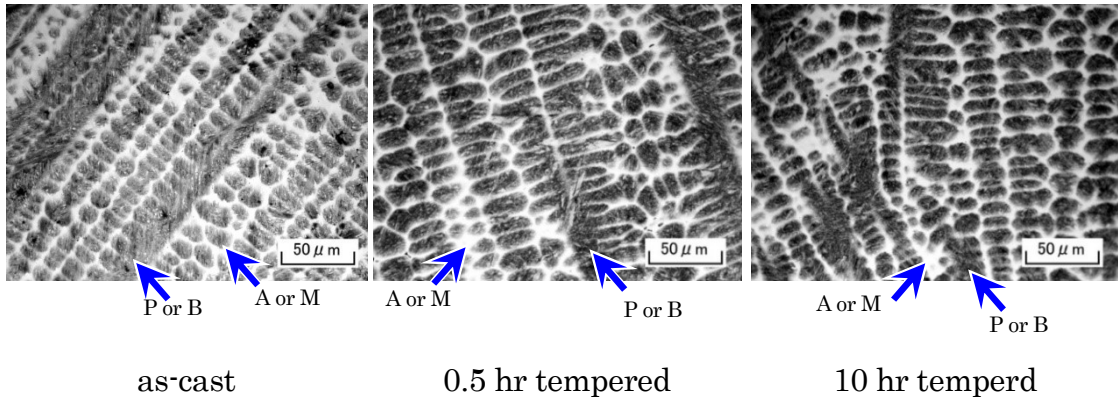 50 μm
50 μm
50 μm
P or B
A or M
A or M
P or B
A or M
P or B
as-cast
0.5 hr tempered
10 hr temperd